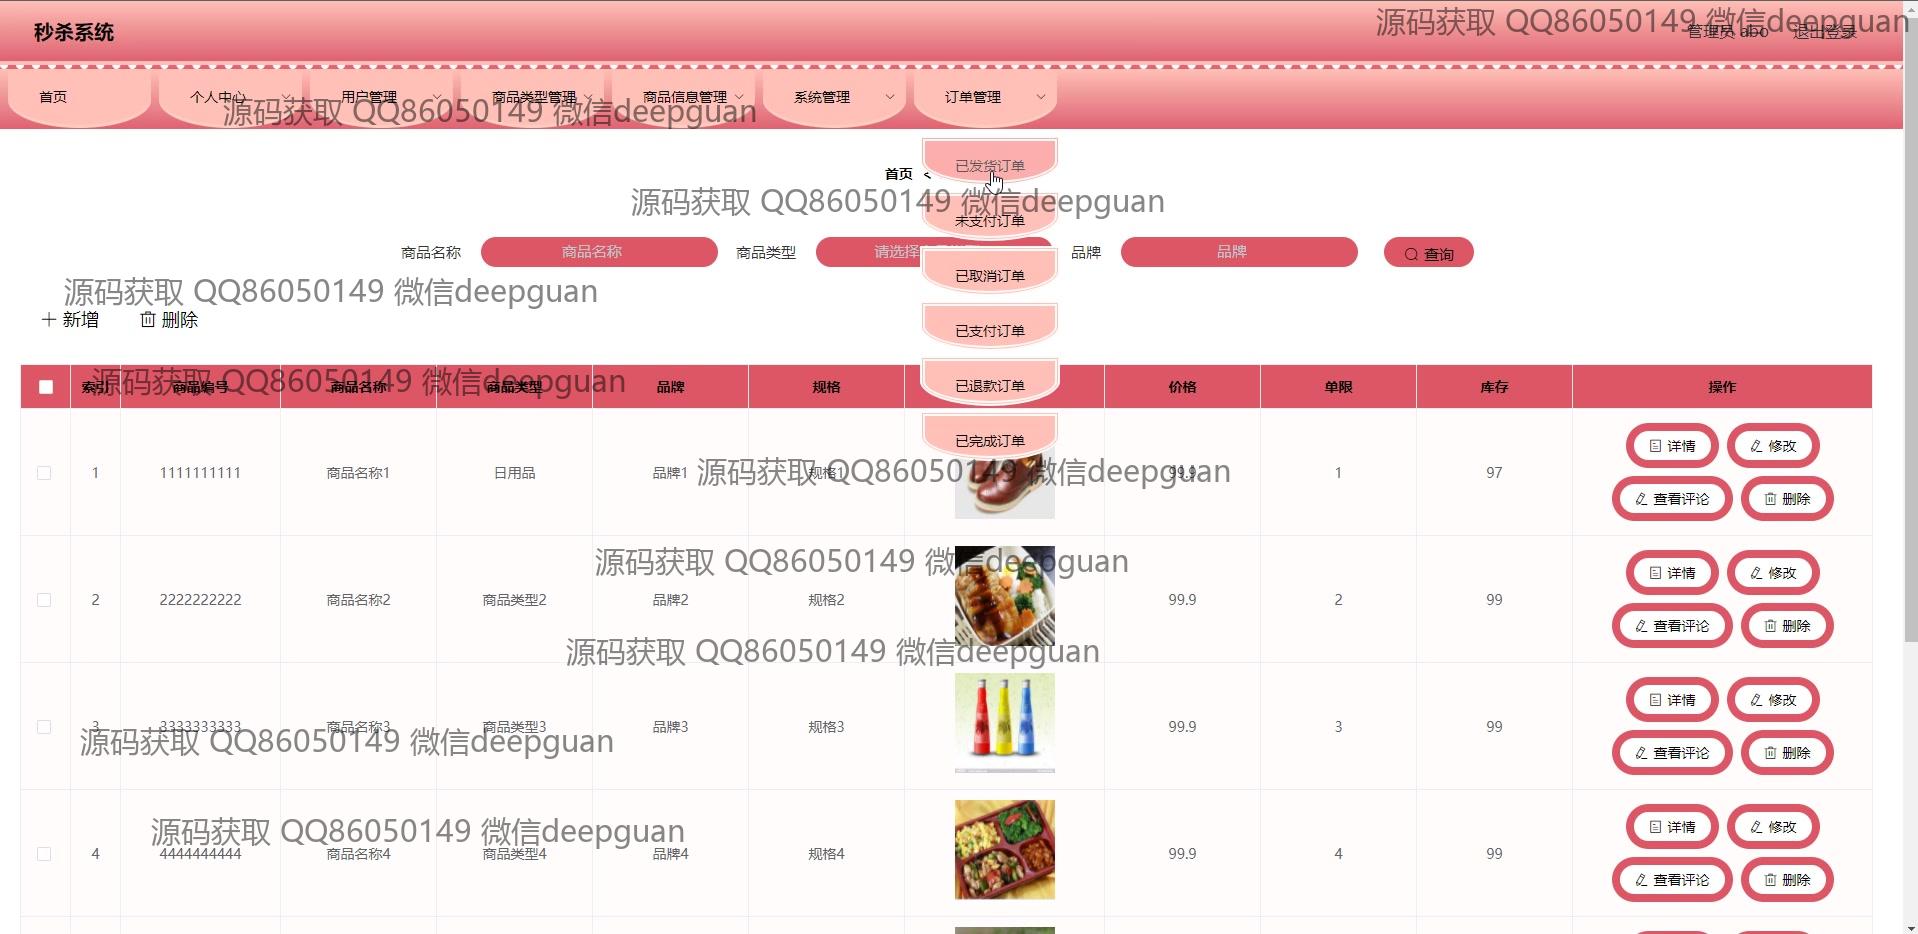 秒杀系统
源码获取 QQ86050149 微信deepguan
管理员 abo 退出登录
首页 个人中心 用户管理 商品类型管理 商品信息管理 系统管理 订单管理
源码获取 QQ86050149 微信deepguan
已发货订单
首页 <
源码获取 QQ86050149 微信deepguan
未支付订单
商品名称 商品名称 商品类型 请选择 品牌 品牌 查询
已取消订单
源码获取 QQ86050149 微信deepguan
新增 删除
已支付订单
源码获取 QQ86050149 微信deepguan
索引 商品编号 商品名称 商品类型 品牌 规格 价格 单限 库存 操作
已退款订单
已完成订单
详情 修改
1 1111111111 商品名称1 日用品 品牌1 规格1 99.9 1 97
源码获取 QQ86050149 微信deepguan
查看评论 删除
源码获取 QQ86050149 微信deepguan
详情 修改
2 2222222222 商品名称2 商品类型2 品牌2 规格2 99.9 2 99
查看评论 删除
源码获取 QQ86050149 微信deepguan
详情 修改
3 3333333333 商品名称3 商品类型3 品牌3 规格3 99.9 3 99
源码获取 QQ86050149 微信deepguan
查看评论 删除
详情 修改
源码获取 QQ86050149 微信deepguan
4 4444444444 商品名称4 商品类型4 品牌4 规格4 99.9 4 99
查看评论 删除